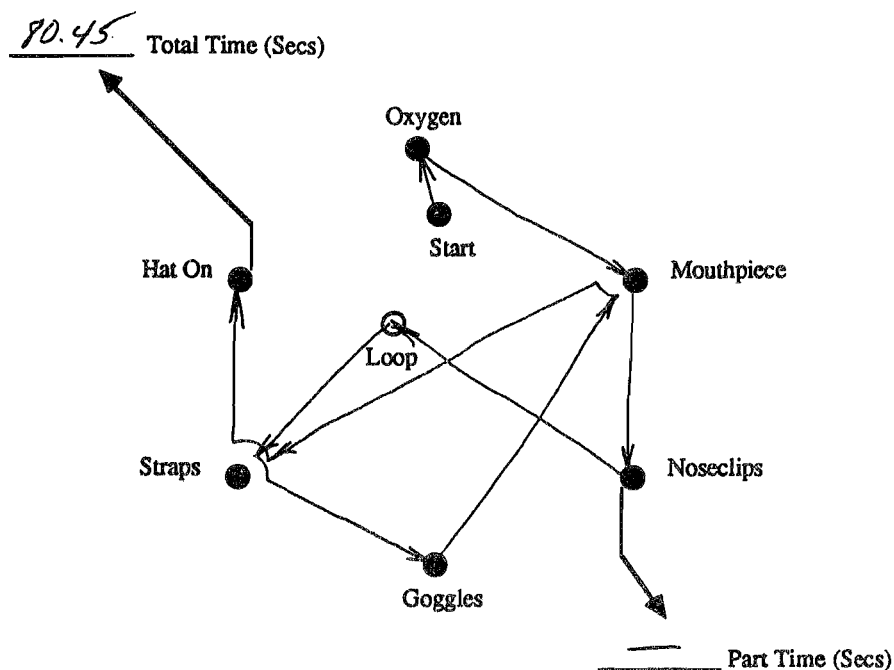 80.45 Total Time (Secs)
Oxygen
Start
Hat On
Mouthpiece
Loop
Straps
Noseclips
Goggles
— Part Time (Secs)